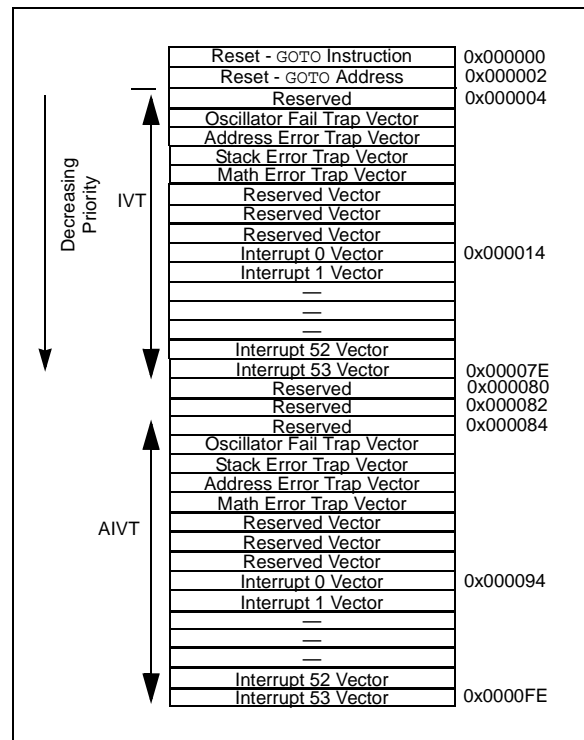 Reset - GOTO Instruction 0x000000
Reset - GOTO Address 0x000002
Reserved 0x000004
Oscillator Fail Trap Vector
Address Error Trap Vector
Stack Error Trap Vector
Math Error Trap Vector
Reserved Vector
Reserved Vector
Reserved Vector
Interrupt 0 Vector 0x000014
Interrupt 1 Vector
—
—
—
Interrupt 52 Vector
Interrupt 53 Vector 0x00007E
Decreasing
Priority
IVT
Reserved 0x000080
Reserved 0x000082
Reserved 0x000084
Oscillator Fail Trap Vector
Stack Error Trap Vector
Address Error Trap Vector
Math Error Trap Vector
Reserved Vector
Reserved Vector
Reserved Vector
Interrupt 0 Vector 0x000094
Interrupt 1 Vector
—
—
—
Interrupt 52 Vector
Interrupt 53 Vector 0x0000FE
AIVT